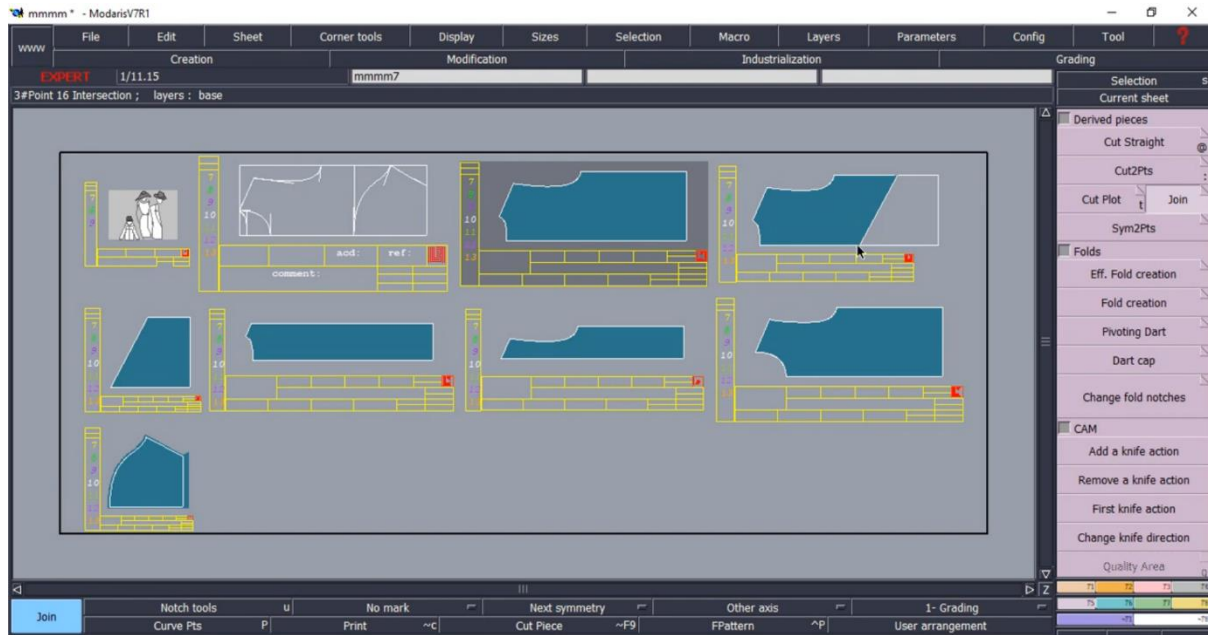 mmmm * - ModarisV7R1
www File Edit Sheet Corner tools Display Sizes Selection Macro Layers Parameters Config Tool ?
Creation Modification Industrialization Grading
EXPERT 1/11.15 mmmm7
3#Point 16 Intersection ; layers : base
Selection s
Current sheet
Derived pieces
Cut Straight @
Cut2Pts :
Cut Plot t Join
Sym2Pts
Folds
Eff. Fold creation
Fold creation
Pivoting Dart
Dart cap
Change fold notches
CAM
Add a knife action
Remove a knife action
First knife action
Change knife direction
Quality Area
aod: ref:
comment:
Z
Join
Notch tools u No mark Next symmetry Other axis 1- Grading
Curve Pts P Print ~c Cut Piece ~F9 FPattern ^P User arrangement